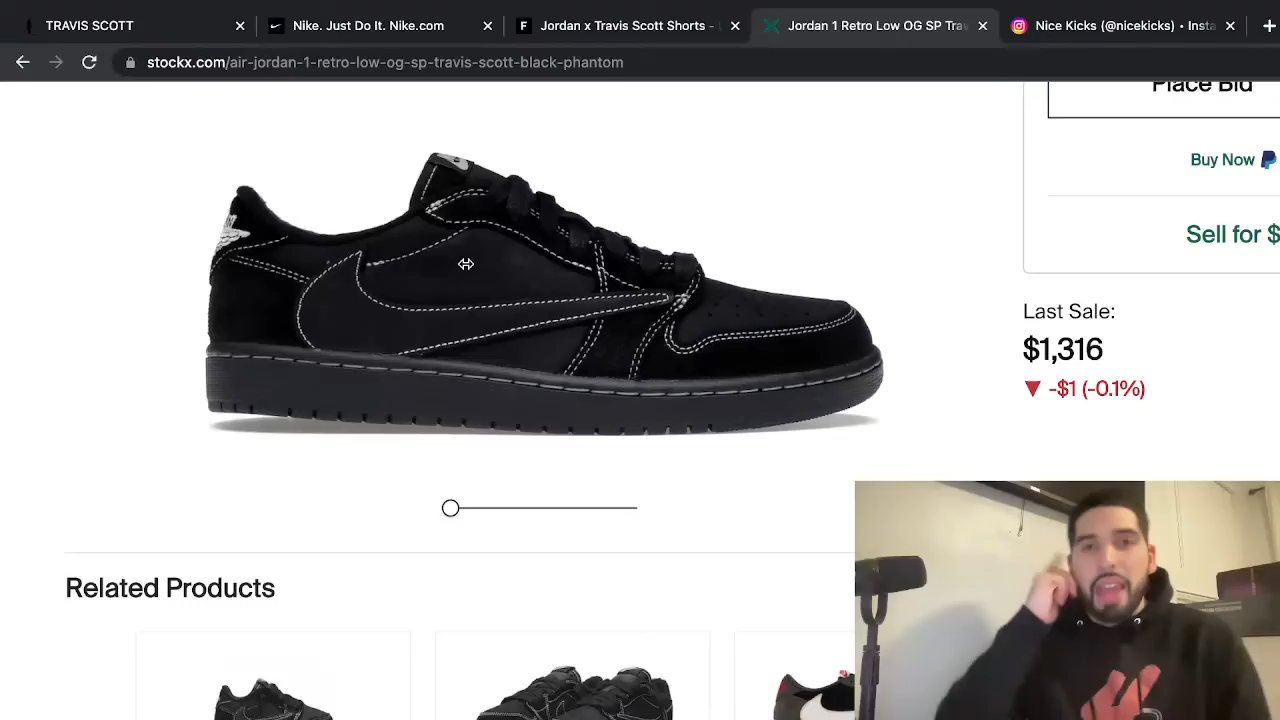 TRAVIS SCOTT
Nike. Just Do It. Nike.com
Jordan x Travis Scott Shorts -
Jordan 1 Retro Low OG SP Trav
Nice Kicks (@nicekicks) • Insta
stockx.com/air-jordan-1-retro-low-og-sp-travis-scott-black-phantom
Place Bid
Buy Now
Sell for $
Last Sale:
$1,316
▼ -$1 (-0.1%)
Related Products